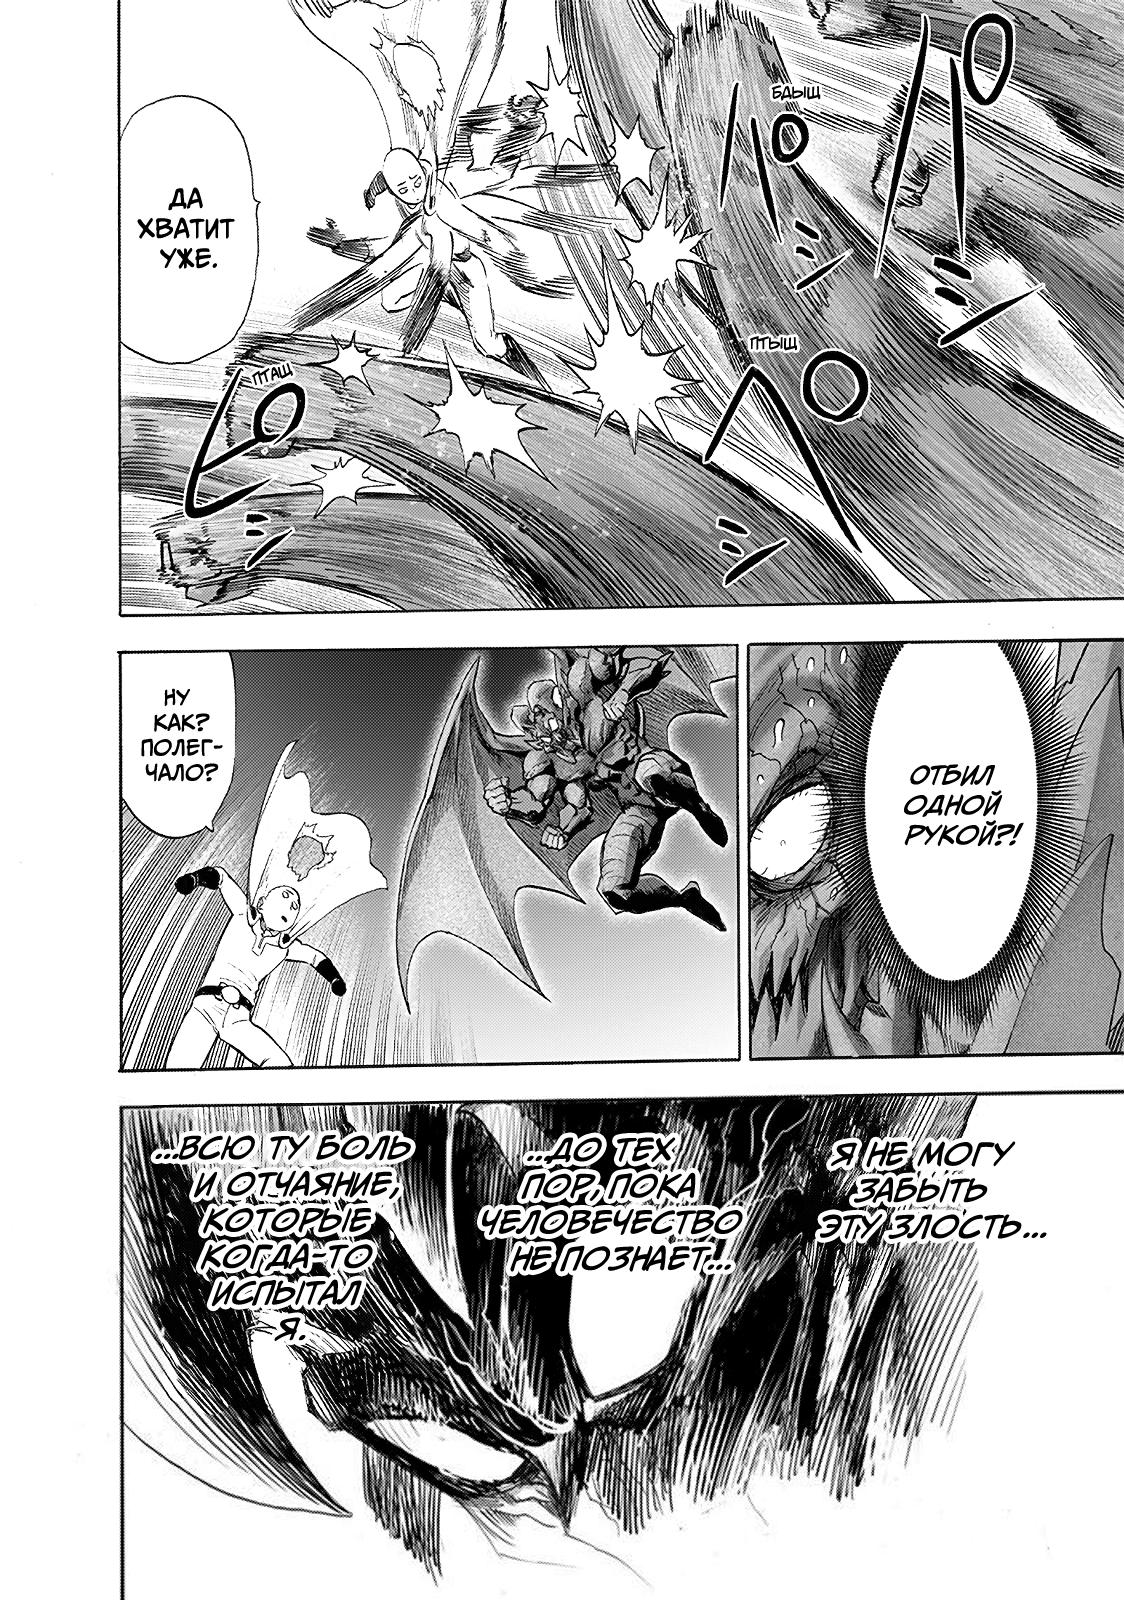 БДЫЩ
ПТЫЩ
ДА
ХВАТИТ
УЖЕ.
ПТАЩ
ОТБИЛ
ОДНОЙ
РУКОЙ?!
НУ
КАК?
ПОЛЕГ-
ЧАЛО?
Я НЕ МОГУ
ЗАБЫТЬ
ЭТУ ЗЛОСТЬ...
...ДО ТЕХ
ПОР, ПОКА
ЧЕЛОВЕЧЕСТВО
НЕ ПОЗНАЕТ...
...ВСЮ ТУ БОЛЬ
И ОТЧАЯНИЕ,
КОТОРЫЕ
КОГДА-ТО
ИСПЫТАЛ
Я.